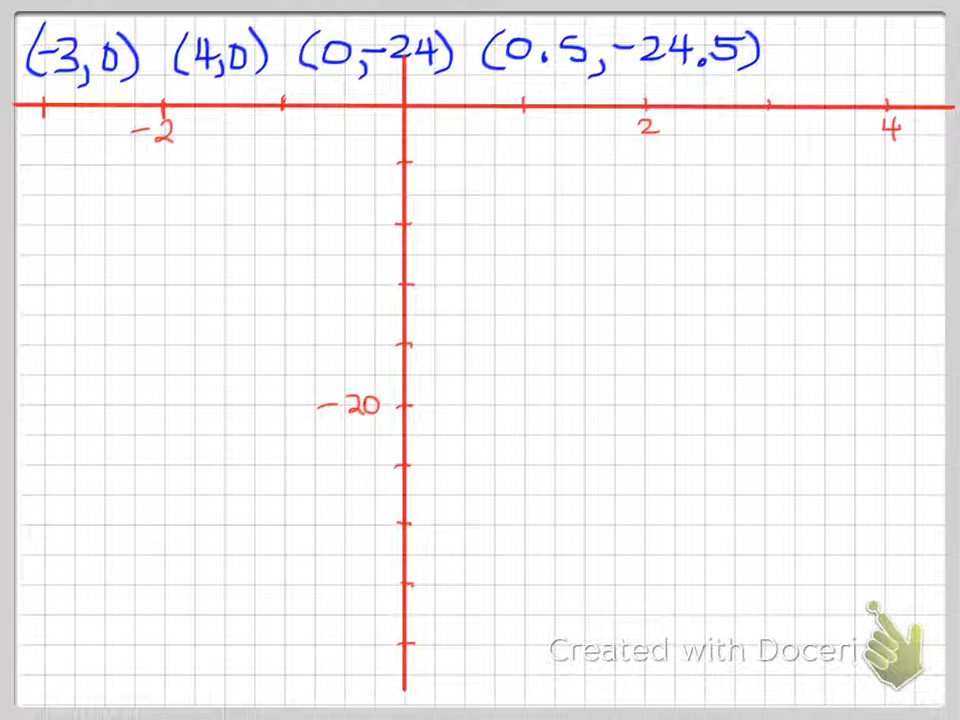 (-3,0) (4,0) (0,-24) (0.5,-24.5)
-2 2 4
-20
Created with Doceri